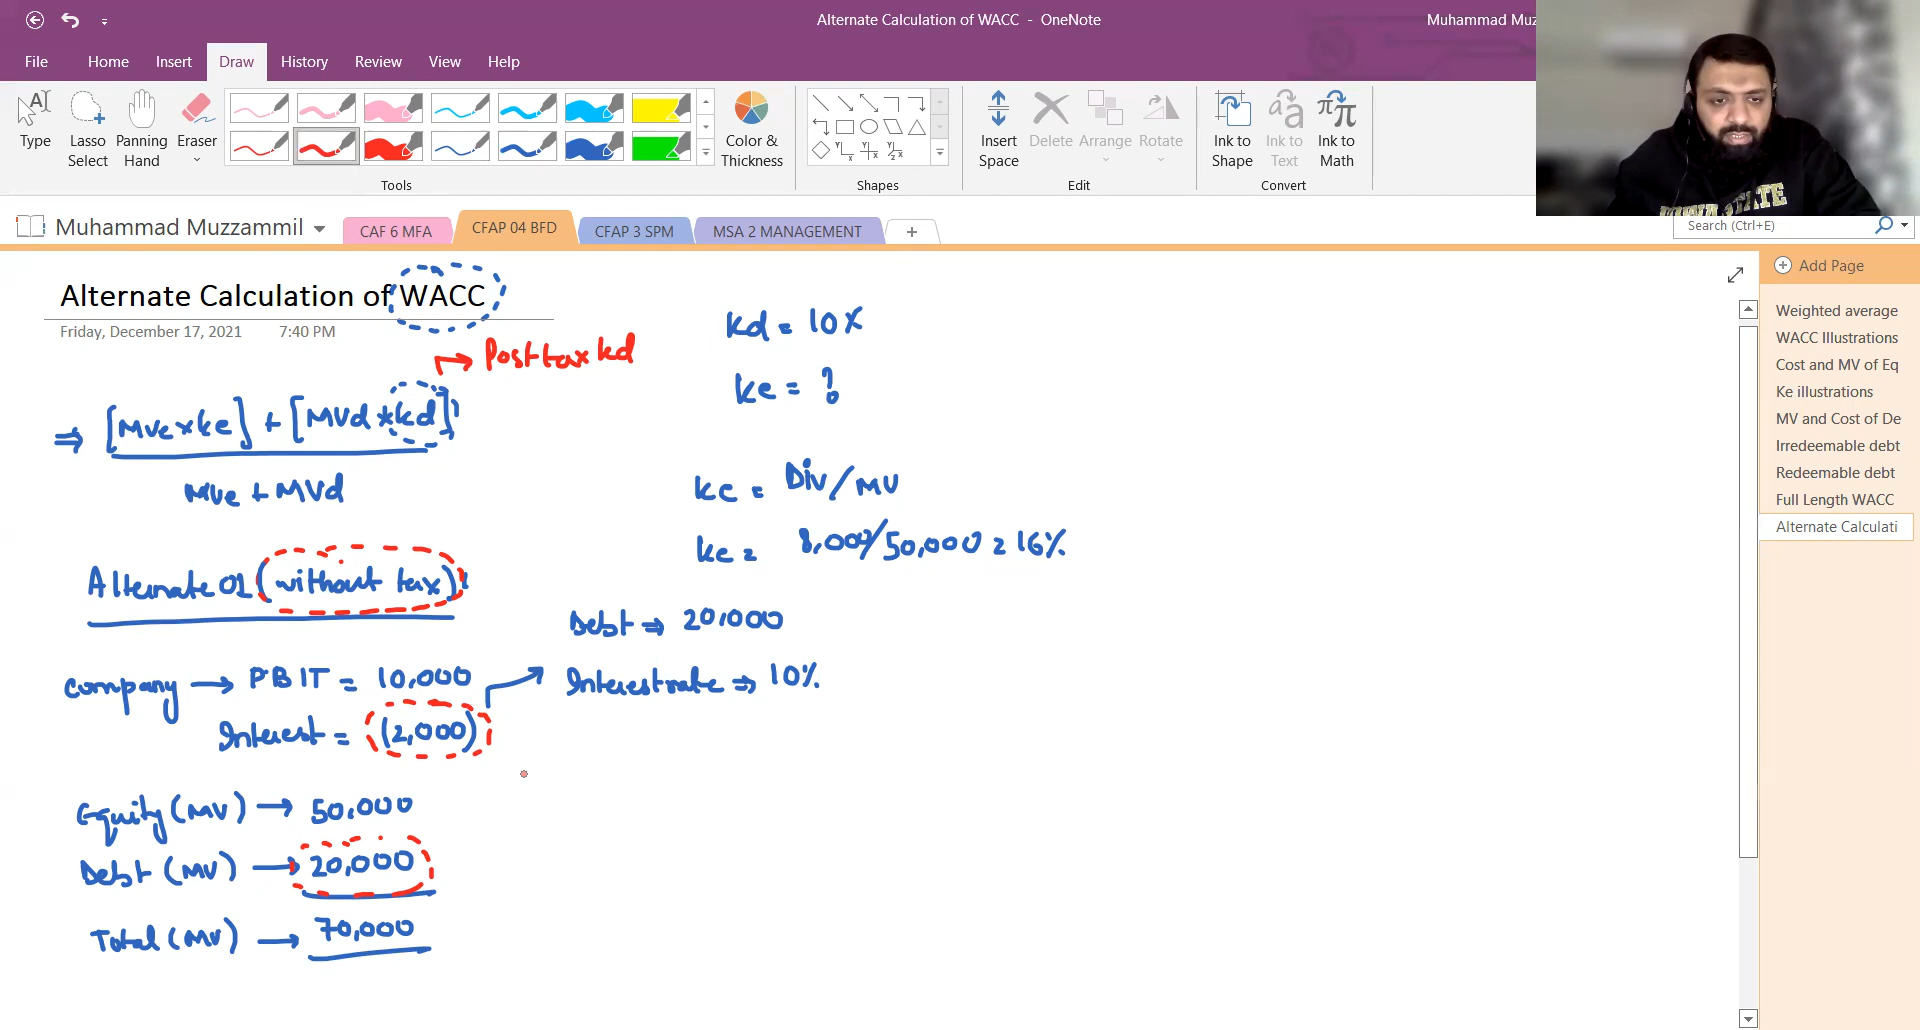 Alternate Calculation of WACC - OneNote
Muhammad Muz
File Home Insert Draw History Review View Help
Type
Lasso Select
Panning Hand
Eraser
Color & Thickness
Insert Space
Delete
Arrange
Rotate
Ink to Shape
Ink to Text
Ink to Math
Tools
Shapes
Edit
Convert
Muhammad Muzzammil
CAF 6 MFA
CFAP 04 BFD
CFAP 3 SPM
MSA 2 MANAGEMENT
Search (Ctrl+E)
Add Page
Weighted average
WACC Illustrations
Cost and MV of Eq
Ke illustrations
MV and Cost of De
Irredeemable debt
Redeemable debt
Full Length WACC
Alternate Calculati
Alternate Calculation of WACC
Friday, December 17, 2021 7:40 PM
Post tax kd
⇒ [MVe x ke] + [MVd * kd]
MVe + MVd
Alternate 01 (without tax)
Company → PBIT = 10,000
Interest = (2,000)
Equity (MV) → 50,000
Debt (MV) → 20,000
Total (MV) → 70,000
Kd = 10%
Ke = ?
Ke = Div/MV
Ke = 8,000/50,000 = 16%
Debt ⇒ 20,000
Interest rate ⇒ 10%